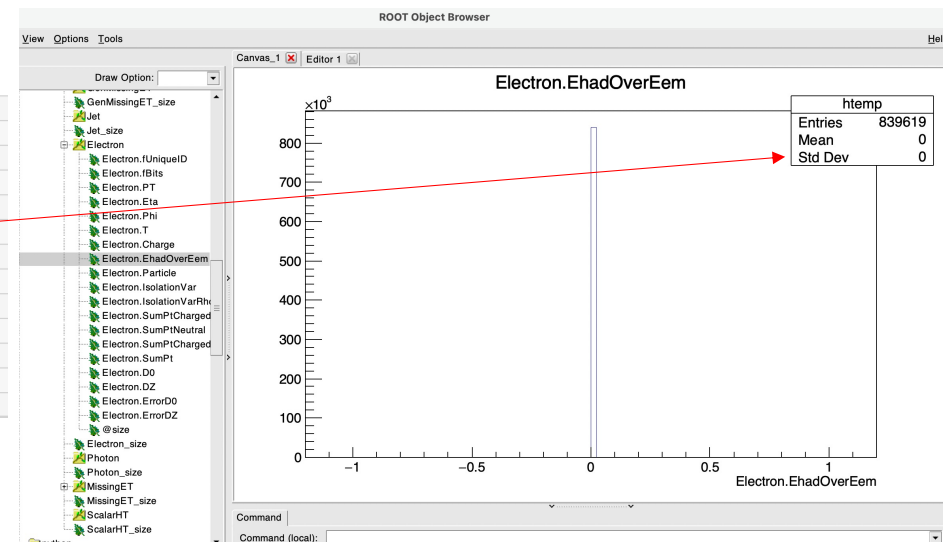 ROOT Object Browser
View Options Tools
Hel
Canvas_1 Editor 1
Draw Option:
GenMissingET_size
Jet
Jet_size
Electron
Electron.fUniqueID
Electron.fBits
Electron.PT
Electron.Eta
Electron.Phi
Electron.T
Electron.Charge
Electron.EhadOverEem
Electron.Particle
Electron.IsolationVar
Electron.IsolationVarRho
Electron.SumPtCharged
Electron.SumPtNeutral
Electron.SumPtCharged
Electron.SumPt
Electron.D0
Electron.DZ
Electron.ErrorD0
Electron.ErrorDZ
@size
Electron_size
Photon
Photon_size
MissingET
MissingET_size
ScalarHT
ScalarHT_size
Electron.EhadOverEem
×10³
htemp
Entries 839619
Mean 0
Std Dev 0
800
700
600
500
400
300
200
100
0
−1 −0.5 0 0.5 1
Electron.EhadOverEem
Command
Command (local):